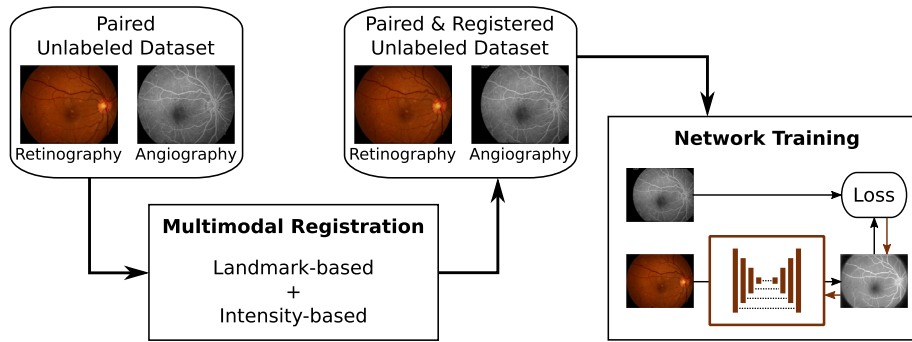 Paired
Unlabeled Dataset
Retinography
Angiography
Multimodal Registration
Landmark-based
+
Intensity-based
Paired & Registered
Unlabeled Dataset
Retinography
Angiography
Network Training
Loss